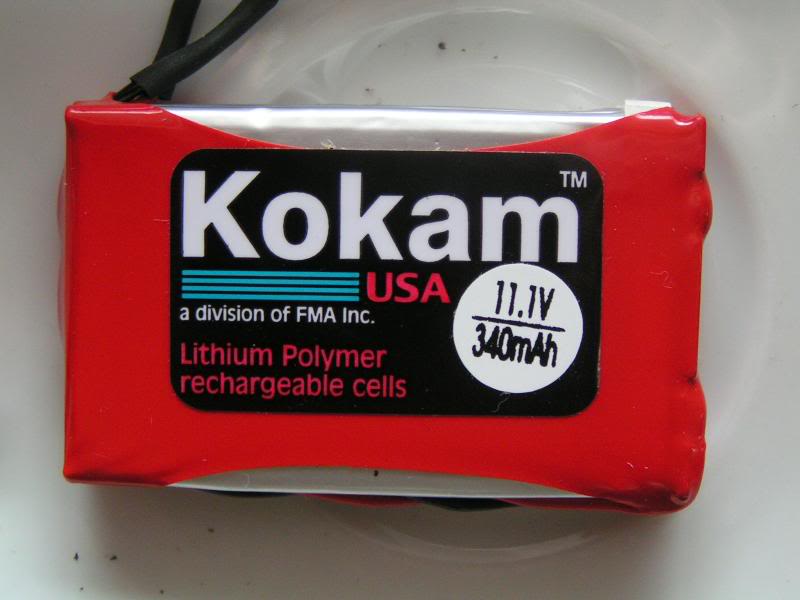 Kokam™
USA
a division of FMA Inc.
Lithium Polymer
rechargeable cells
11.1V
340mAh